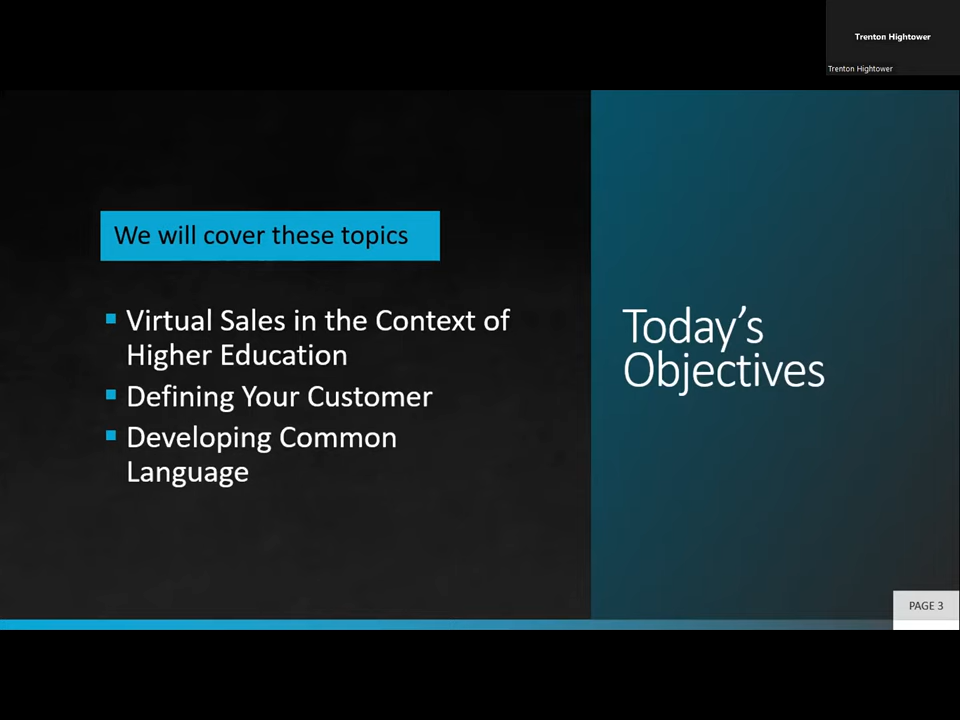 Trenton Hightower
Trenton Hightower
We will cover these topics
Virtual Sales in the Context of
Higher Education
Defining Your Customer
Developing Common
Language
Today's
Objectives
PAGE 3